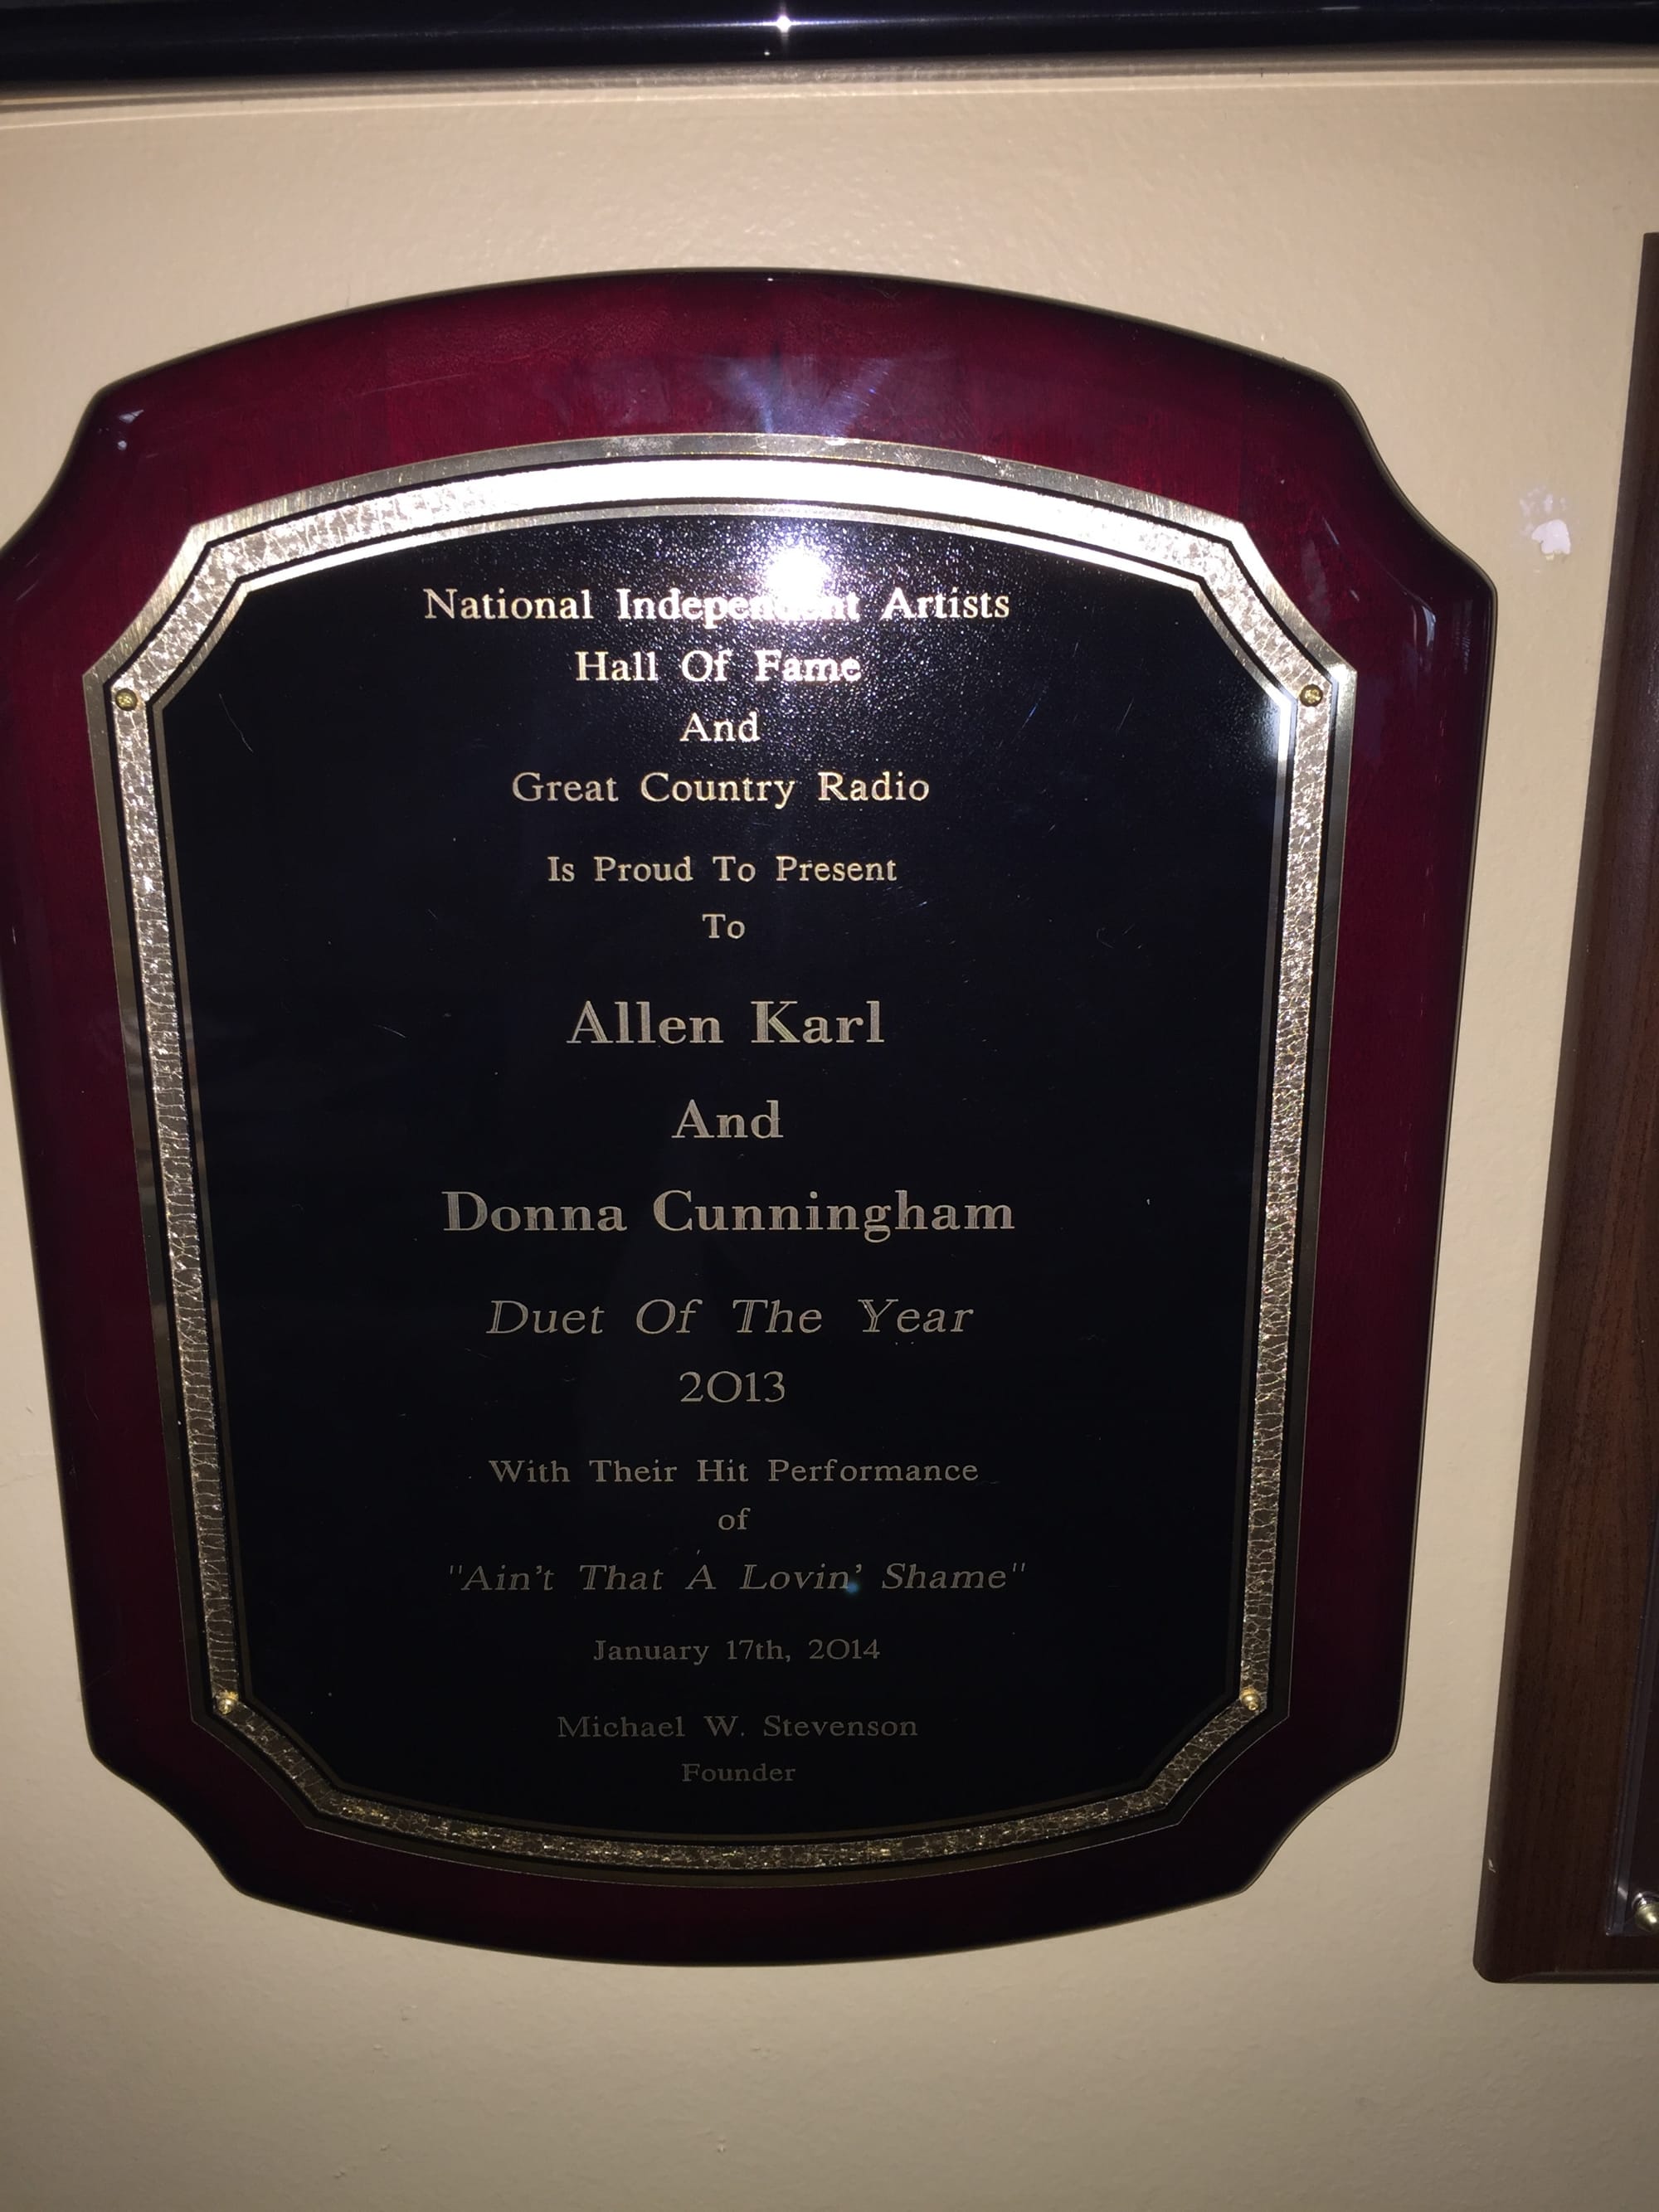 National Independent Artists
Hall Of Fame
And
Great Country Radio
Is Proud To Present
To
Allen Karl
And
Donna Cunningham
Duet Of The Year
2013
With Their Hit Performance
of
"Ain't That A Lovin' Shame"
January 17th, 2014
Michael W. Stevenson
Founder